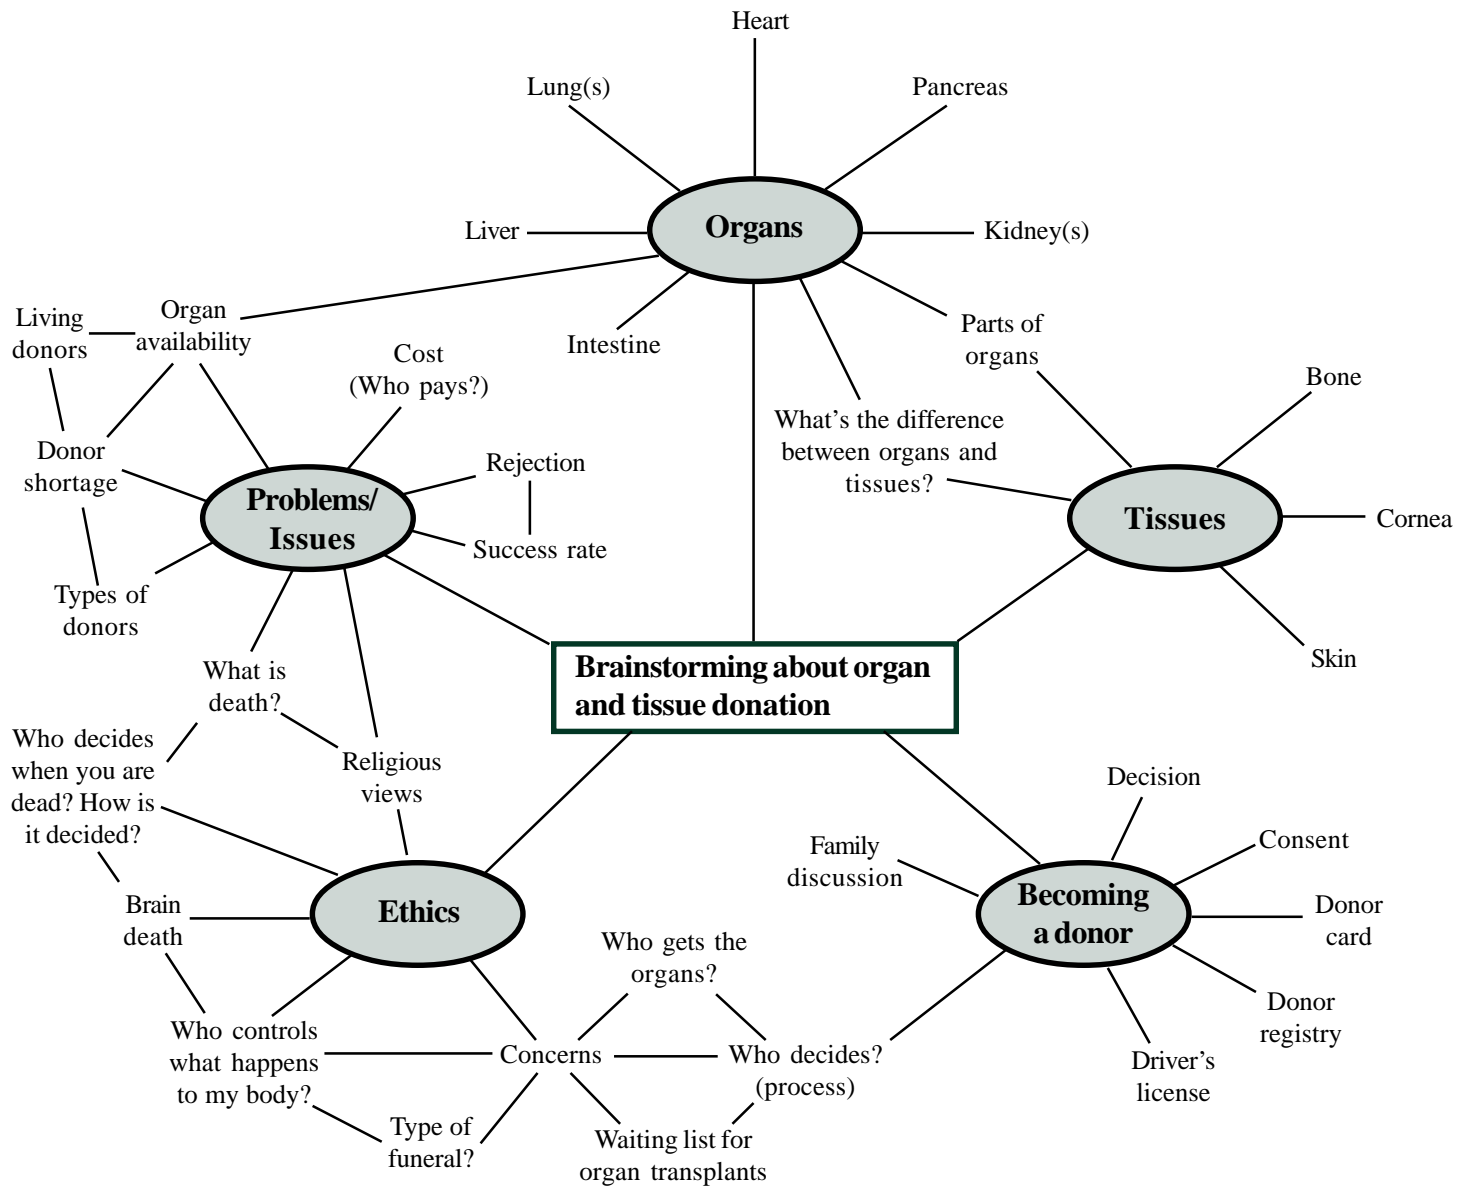 Heart
Lung(s)
Pancreas
Organs
Liver
Kidney(s)
Intestine
Parts of
organs
What’s the difference
between organs and
tissues?
Organ
availability
Living
donors
Cost
(Who pays?)
Donor
shortage
Rejection
Problems/
Issues
Success rate
Types of
donors
What is
death?
Religious
views
Bone
Tissues
Cornea
Skin
Brainstorming about organ
and tissue donation
Who decides
when you are
dead? How is
it decided?
Brain
death
Ethics
Who controls
what happens
to my body?
Type of
funeral?
Concerns
Who gets the
organs?
Who decides?
(process)
Waiting list for
organ transplants
Decision
Family
discussion
Consent
Becoming
a donor
Donor
card
Donor
registry
Driver’s
license